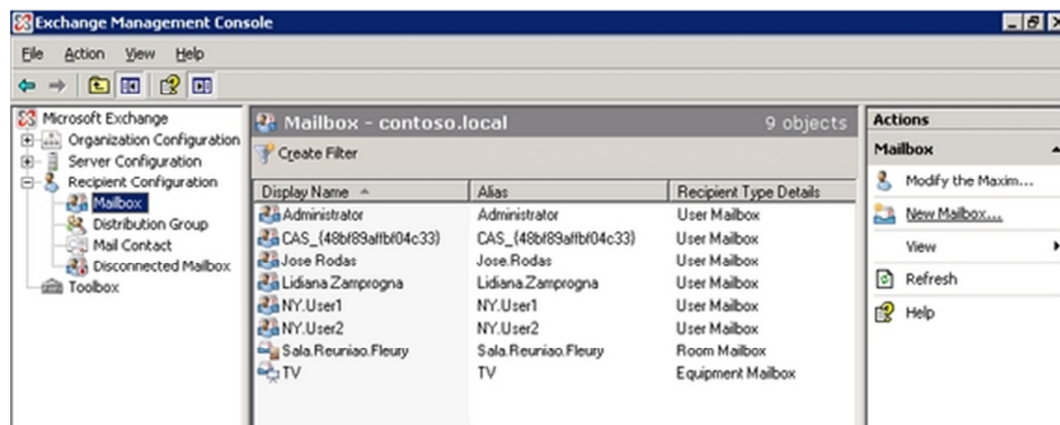 Exchange Management Console
File Action View Help
Microsoft Exchange
Organization Configuration
Server Configuration
Recipient Configuration
Mailbox
Distribution Group
Mail Contact
Disconnected Mailbox
Toolbox
Mailbox - contoso.local 9 objects
Create Filter
Display Name Alias Recipient Type Details
Administrator Administrator User Mailbox
CAS_{48bf89affbf04c33} CAS_{48bf89affbf04c33} User Mailbox
Jose Rodas Jose.Rodas User Mailbox
Lidiana Zamprogna Lidiana.Zamprogna User Mailbox
NY.User1 NY.User1 User Mailbox
NY.User2 NY.User2 User Mailbox
Sala.Reuniao.Fleury Sala.Reuniao.Fleury Room Mailbox
TV TV Equipment Mailbox
Actions
Mailbox
Modify the Maxim...
New Mailbox...
View
Refresh
Help